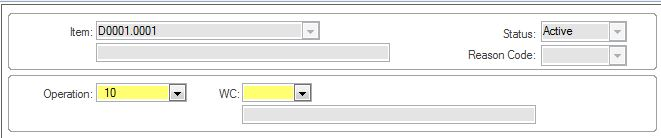 Item: D0001.0001 Status: Active
Reason Code:
Operation: 10 WC: